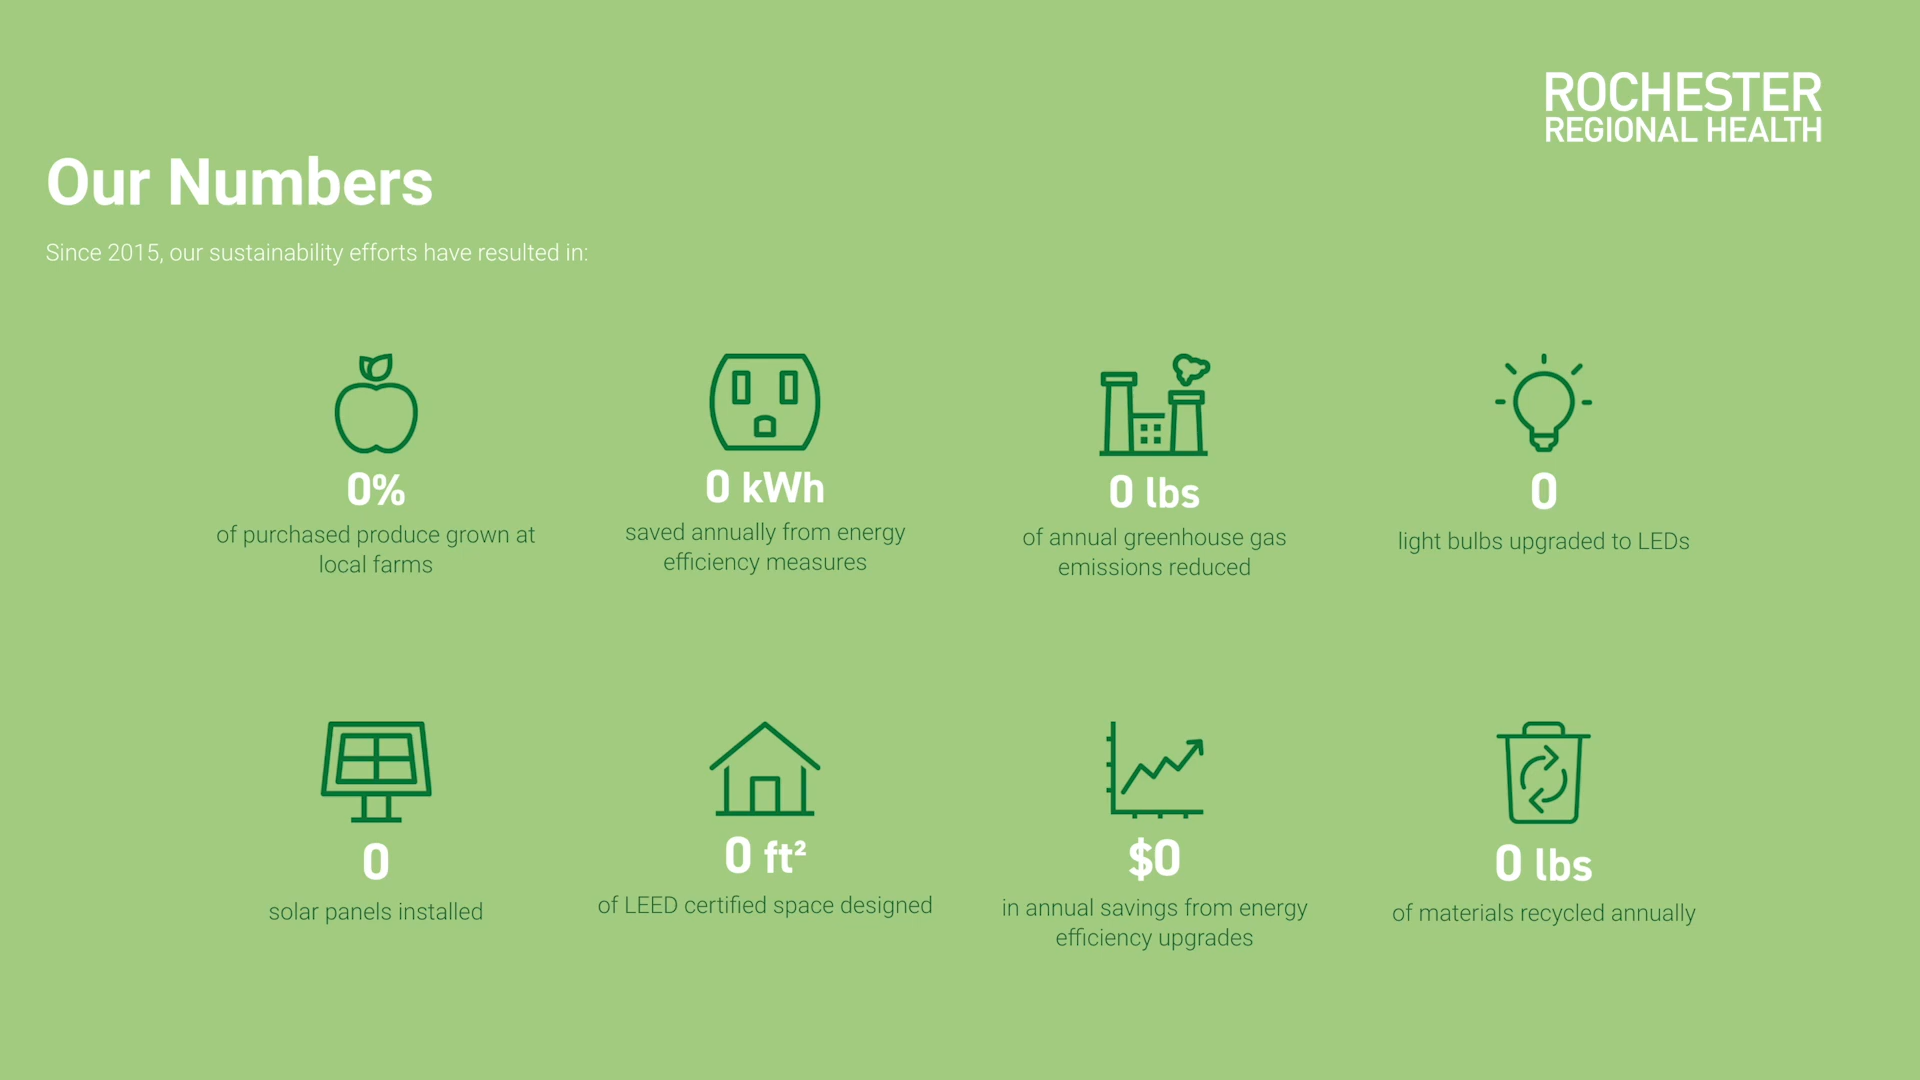 ROCHESTER
REGIONAL HEALTH
Our Numbers
Since 2015, our sustainability efforts have resulted in:
0%
of purchased produce grown at
local farms
0 kWh
saved annually from energy
efficiency measures
0 lbs
of annual greenhouse gas
emissions reduced
0
light bulbs upgraded to LEDs
0
solar panels installed
0 ft²
of LEED certified space designed
$0
in annual savings from energy
efficiency upgrades
0 lbs
of materials recycled annually